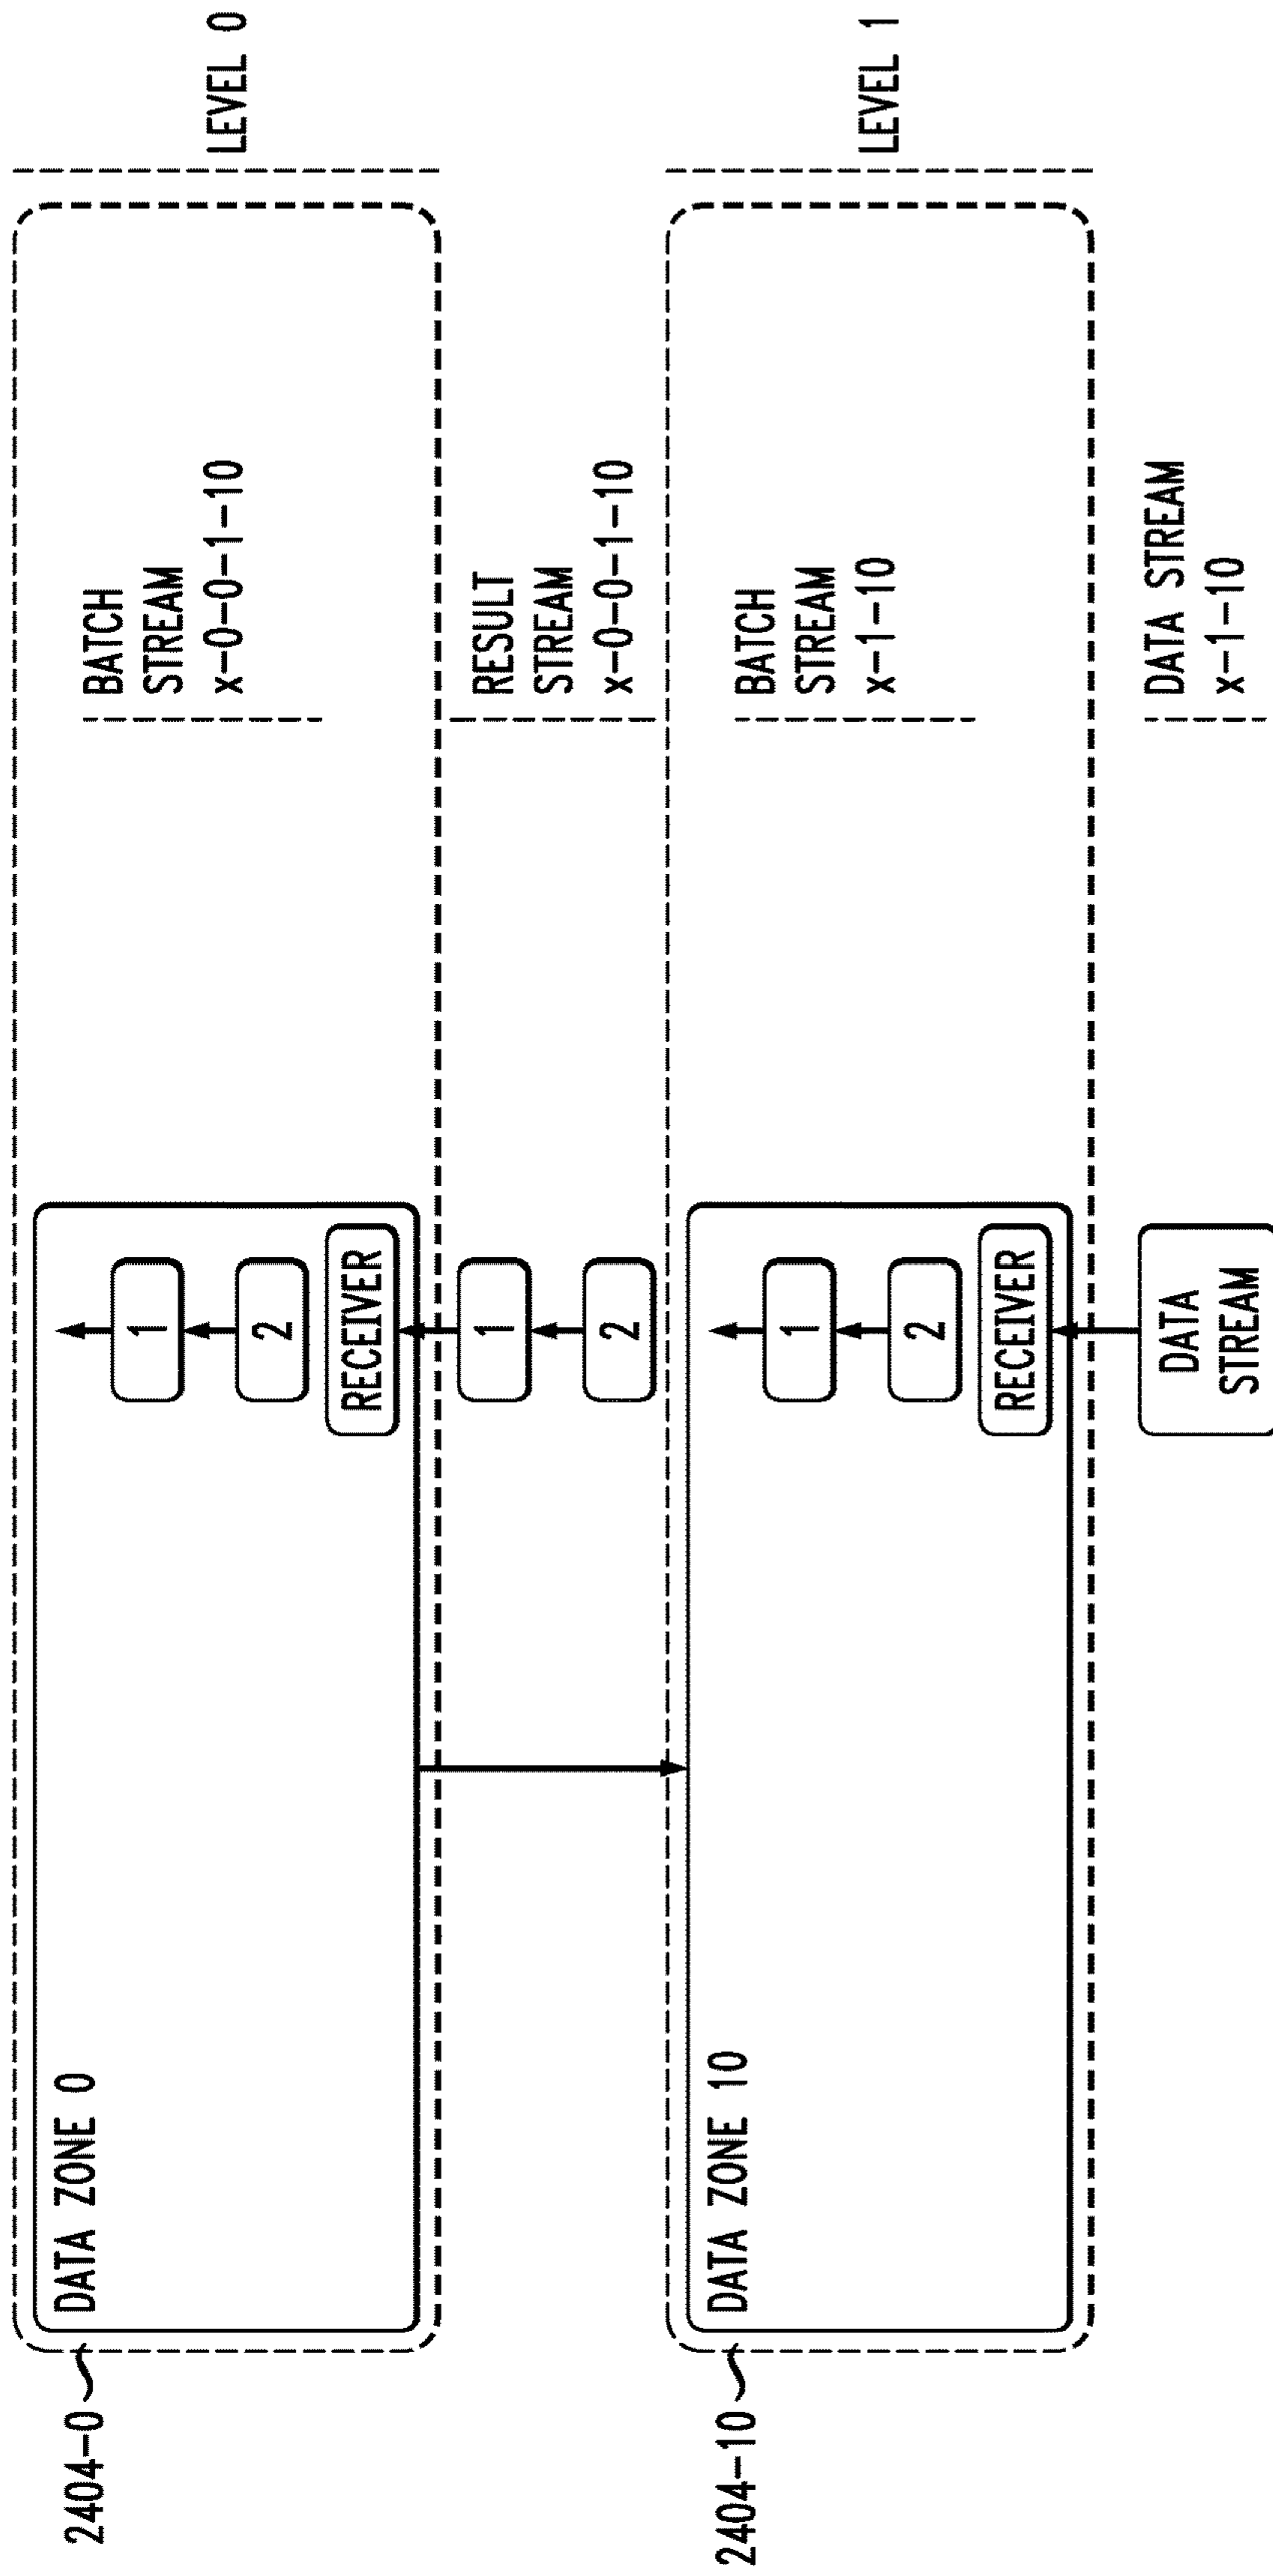 2404-0
DATA ZONE 0
1
2
RECEIVER
BATCH
STREAM
x-0-0-1-10
LEVEL 0
1
2
RESULT
STREAM
x-0-0-1-10
2404-10
DATA ZONE 10
1
2
RECEIVER
BATCH
STREAM
x-1-10
LEVEL 1
DATA
STREAM
DATA STREAM
x-1-10